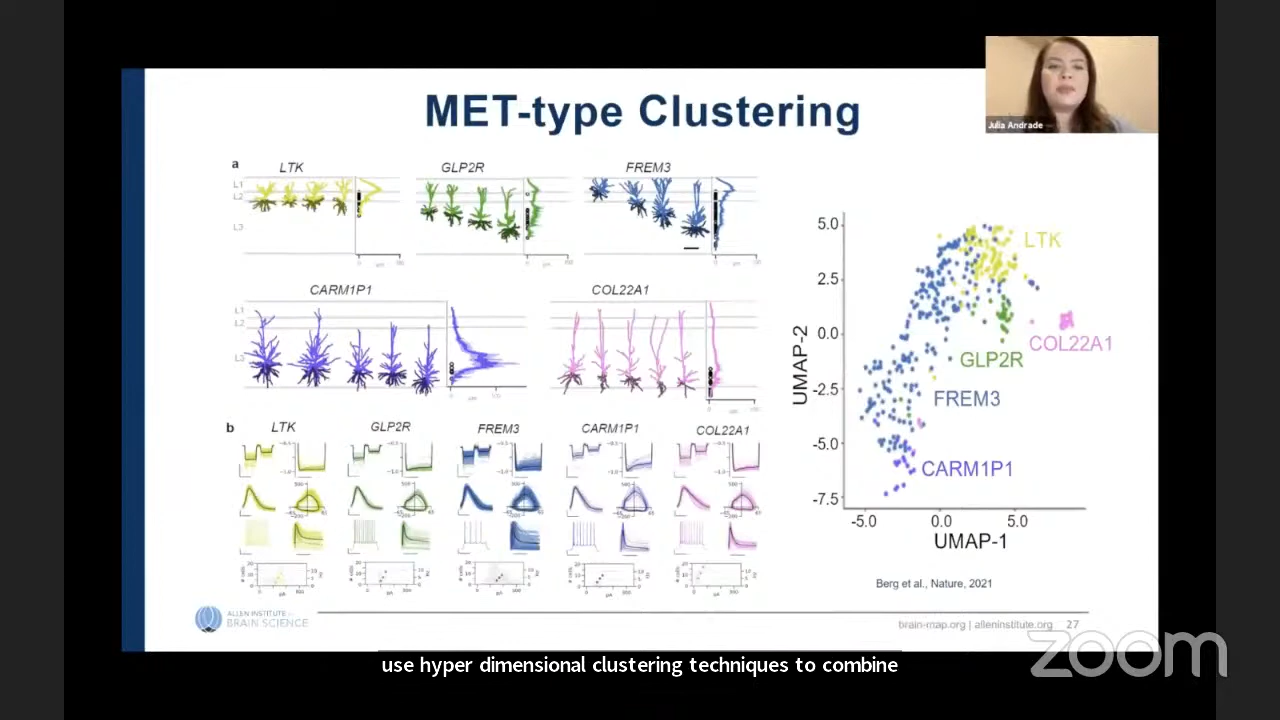 Julia Andrade
MET-type Clustering
a
LTK
GLP2R
FREM3
L1
L2
L3
CARM1P1
COL22A1
L1
L2
L3
b
LTK
GLP2R
FREM3
CARM1P1
COL22A1
5.0
2.5
0.0
-2.5
-5.0
-7.5
UMAP-2
LTK
COL22A1
GLP2R
FREM3
CARM1P1
-5.0
0.0
5.0
UMAP-1
Berg et al., Nature, 2021
ALLEN INSTITUTE for
BRAIN SCIENCE
brain-map.org | alleninstitute.org 27
zoom
use hyper dimensional clustering techniques to combine